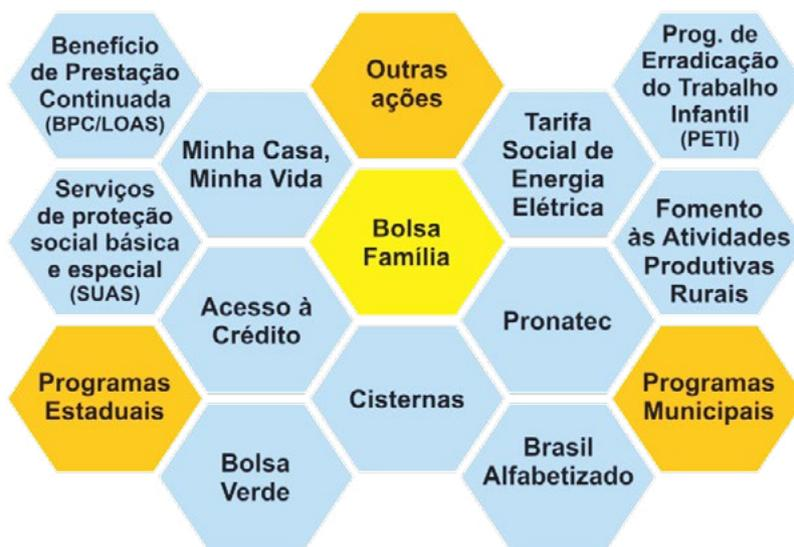 Benefício
de Prestação
Continuada
(BPC/LOAS)
Outras
ações
Prog. de
Erradicação
do Trabalho
Infantil
(PETI)
Minha Casa,
Minha Vida
Tarifa
Social de
Energia
Elétrica
Serviços
de proteção
social básica
e especial
(SUAS)
Bolsa
Família
Fomento
às Atividades
Produtivas
Rurais
Acesso à
Crédito
Pronatec
Programas
Estaduais
Cisternas
Programas
Municipais
Bolsa
Verde
Brasil
Alfabetizado